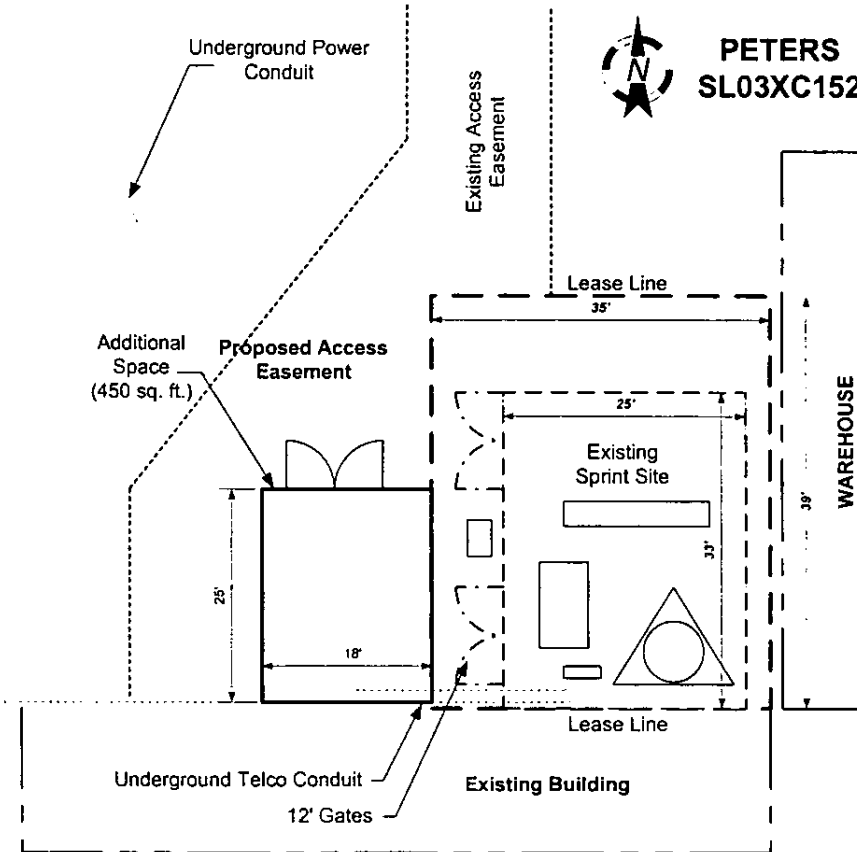 Underground Power
Conduit
Existing Access
Easement
N
PETERS
SL03XC152
Lease Line
35'
Additional
Space
(450 sq. ft.)
Proposed Access
Easement
25'
Existing
Sprint Site
WAREHOUSE
39'
33'
25'
18'
Lease Line
Underground Telco Conduit
Existing Building
12' Gates